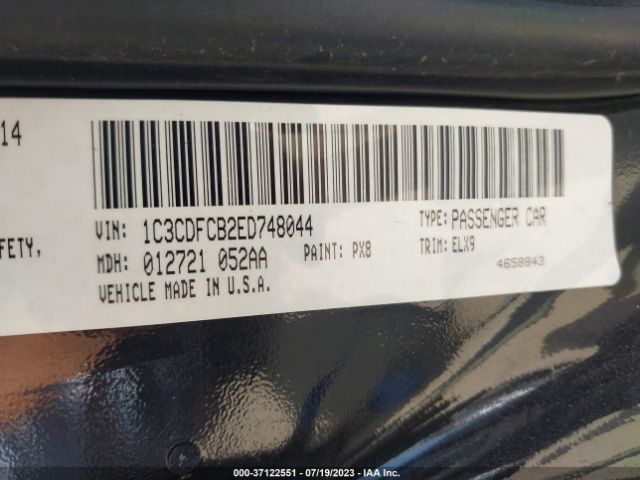 14
VIN: 1C3CDFCB2ED748044 TYPE: PASSENGER CAR
FETY, MDH: 012721 052AA PAINT: PX8 TRIM: ELX9
VEHICLE MADE IN U.S.A. 4658843
000-37122551 - 07/19/2023 - IAA Inc.